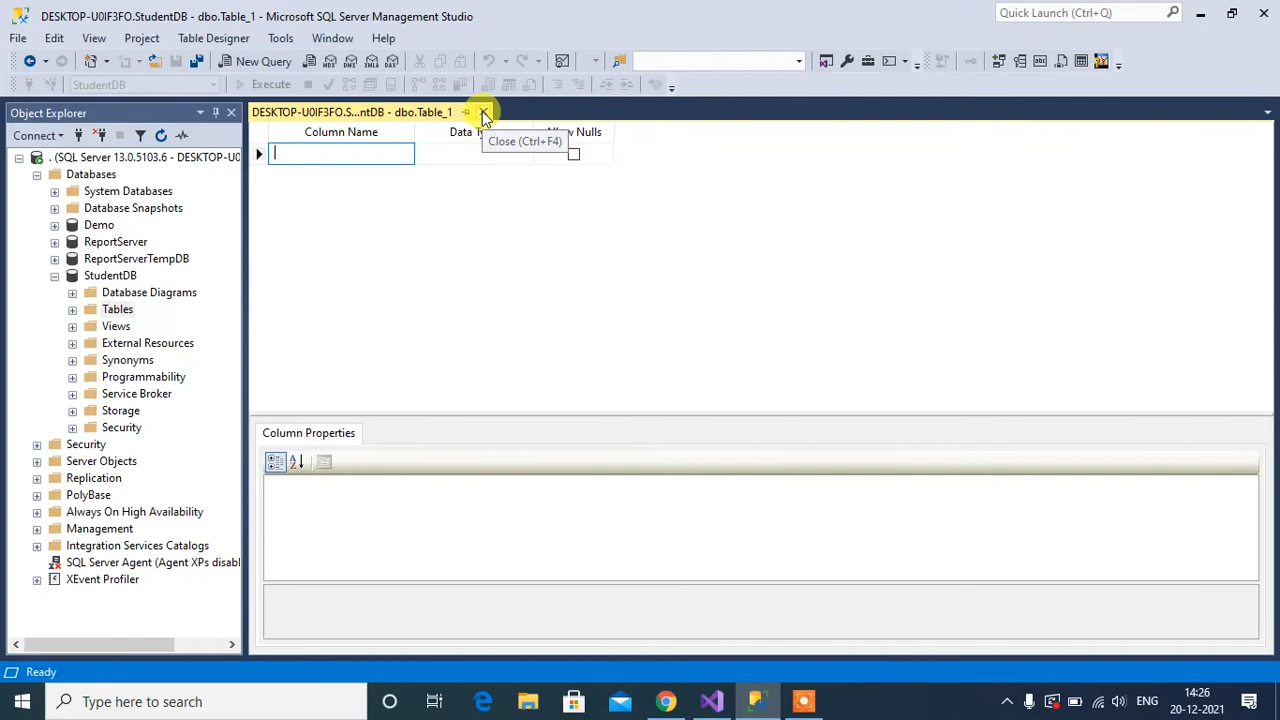 DESKTOP-U0IF3FO.StudentDB - dbo.Table_1 - Microsoft SQL Server Management Studio
Quick Launch (Ctrl+Q)
File Edit View Project Table Designer Tools Window Help
New Query
StudentDB
Execute
Object Explorer
DESKTOP-U0IF3FO.S...ntDB - dbo.Table_1
Close (Ctrl+F4)
Column Name
Data Ty
Nulls
Connect
. (SQL Server 13.0.5103.6 - DESKTOP-U0
Databases
System Databases
Database Snapshots
Demo
ReportServer
ReportServerTempDB
StudentDB
Database Diagrams
Tables
Views
External Resources
Synonyms
Programmability
Service Broker
Storage
Security
Security
Server Objects
Replication
PolyBase
Always On High Availability
Management
Integration Services Catalogs
SQL Server Agent (Agent XPs disabl
XEvent Profiler
Column Properties
Ready
Type here to search
ENG
14:26
20-12-2021